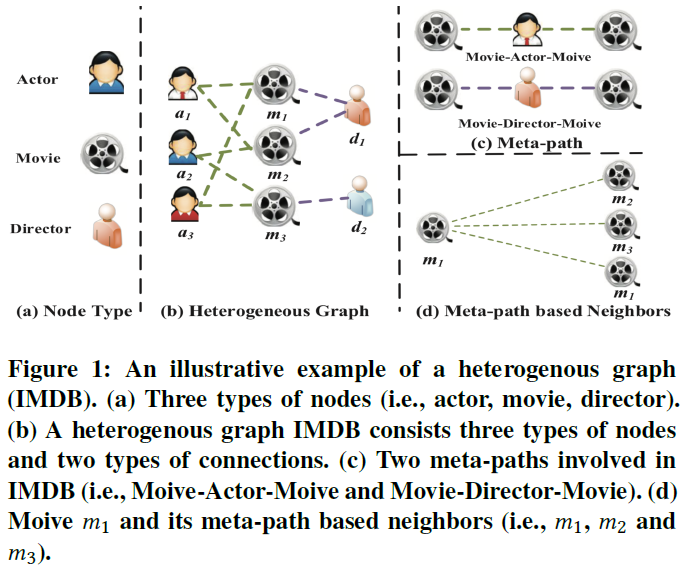 Actor
Movie
Director
(a) Node Type
a1
a2
a3
m1
m2
m3
d1
d2
(b) Heterogeneous Graph
Movie-Actor-Moive
Movie-Director-Moive
(c) Meta-path
m1
m2
m3
m1
(d) Meta-path based Neighbors
Figure 1: An illustrative example of a heterogenous graph
(IMDB). (a) Three types of nodes (i.e., actor, movie, director).
(b) A heterogenous graph IMDB consists three types of nodes
and two types of connections. (c) Two meta-paths involved in
IMDB (i.e., Moive-Actor-Moive and Movie-Director-Movie). (d)
Moive m1 and its meta-path based neighbors (i.e., m1, m2 and
m3).